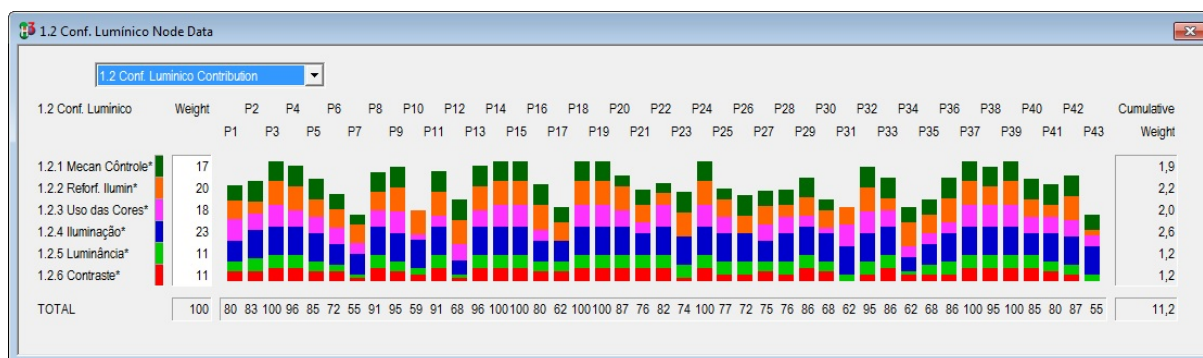 1.2 Conf. Lumínico Node Data
1.2 Conf. Lumínico Contribution
1.2 Conf. Lumínico Weight P2 P4 P6 P8 P10 P12 P14 P16 P18 P20 P22 P24 P26 P28 P30 P32 P34 P36 P38 P40 P42 Cumulative
P1 P3 P5 P7 P9 P11 P13 P15 P17 P19 P21 P23 P25 P27 P29 P31 P33 P35 P37 P39 P41 P43 Weight
1.2.1 Mecan Côntrole* 17 1,9
1.2.2 Reforf. Ilumin* 20 2,2
1.2.3 Uso das Cores* 18 2,0
1.2.4 Iluminação* 23 2,6
1.2.5 Luminância* 11 1,2
1.2.6 Contraste* 11 1,2
TOTAL 100 80 83 100 96 85 72 55 91 95 59 91 68 96 100 100 80 62 100 100 87 76 82 74 100 77 72 75 76 86 68 62 95 86 62 68 86 100 95 100 85 80 87 55 11,2